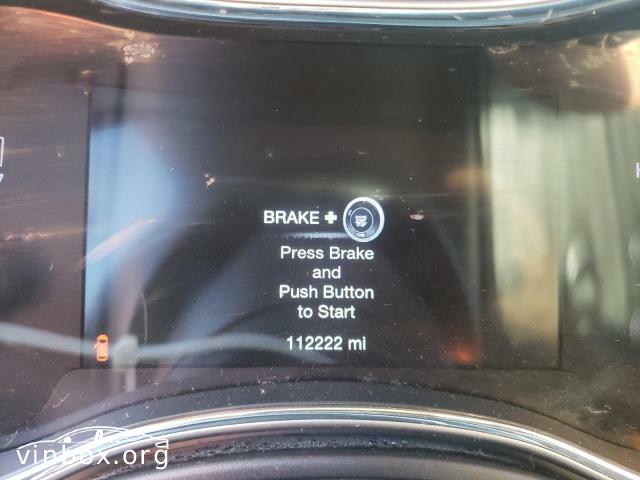 BRAKE +
Press Brake
and
Push Button
to Start
112222 mi
vinbox.org